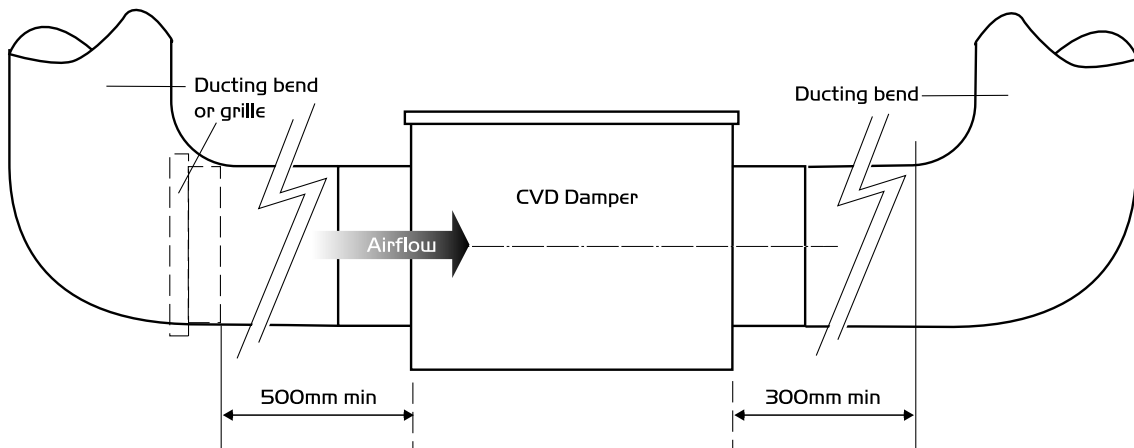 Ducting bend
or grille
Ducting bend
CVD Damper
Airflow
500mm min
300mm min